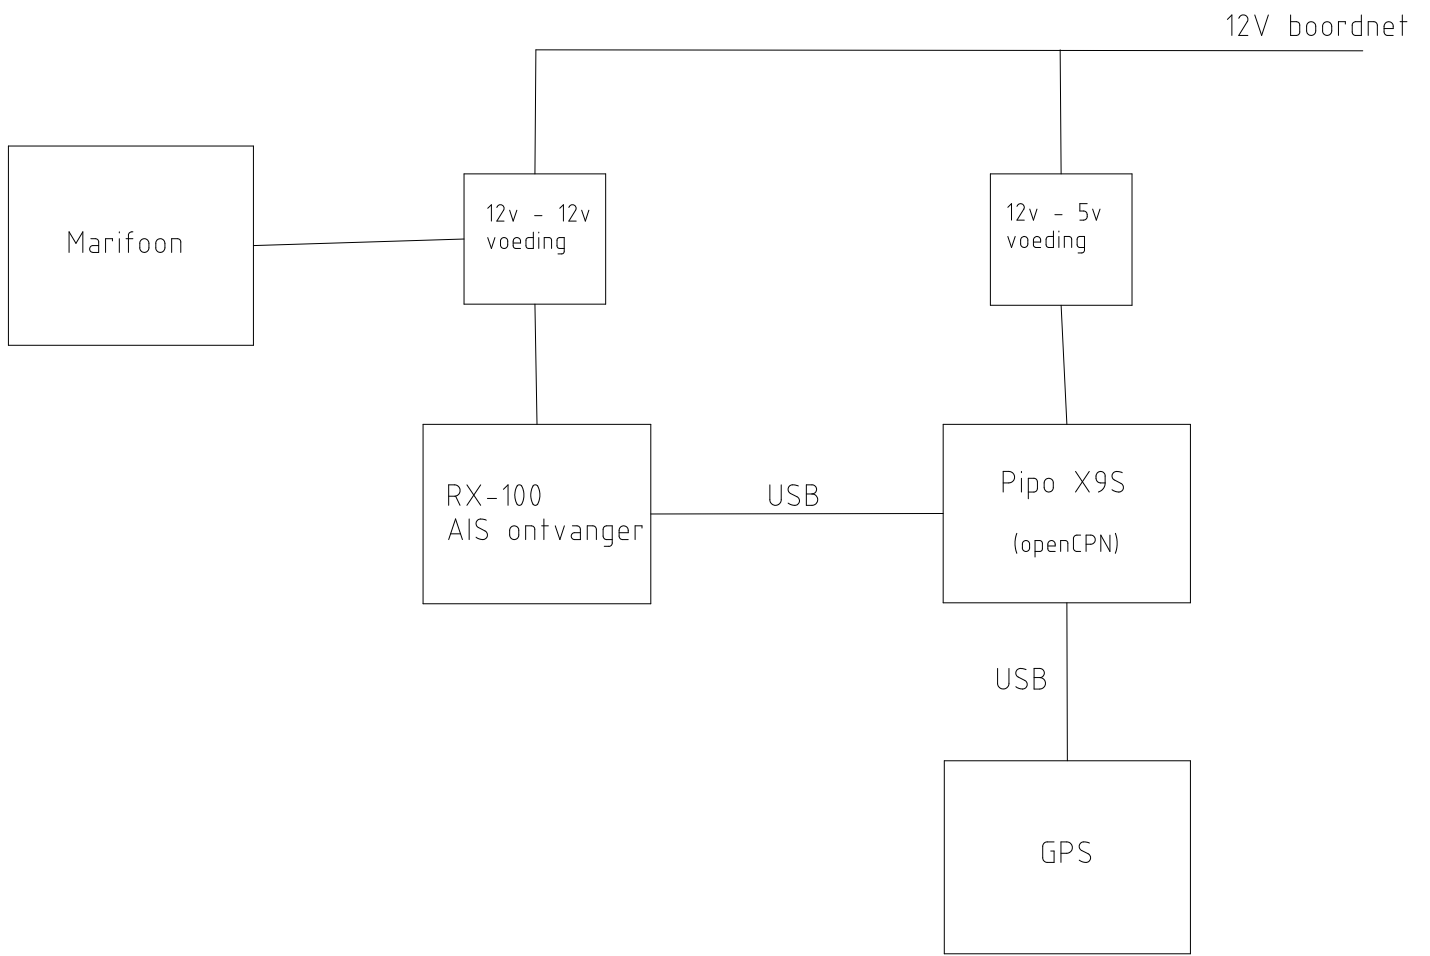 12V boordnet
Marifoon
12v - 12v
voeding
12v - 5v
voeding
RX-100
AIS ontvanger
USB
Pipo X9S
(openCPN)
USB
GPS